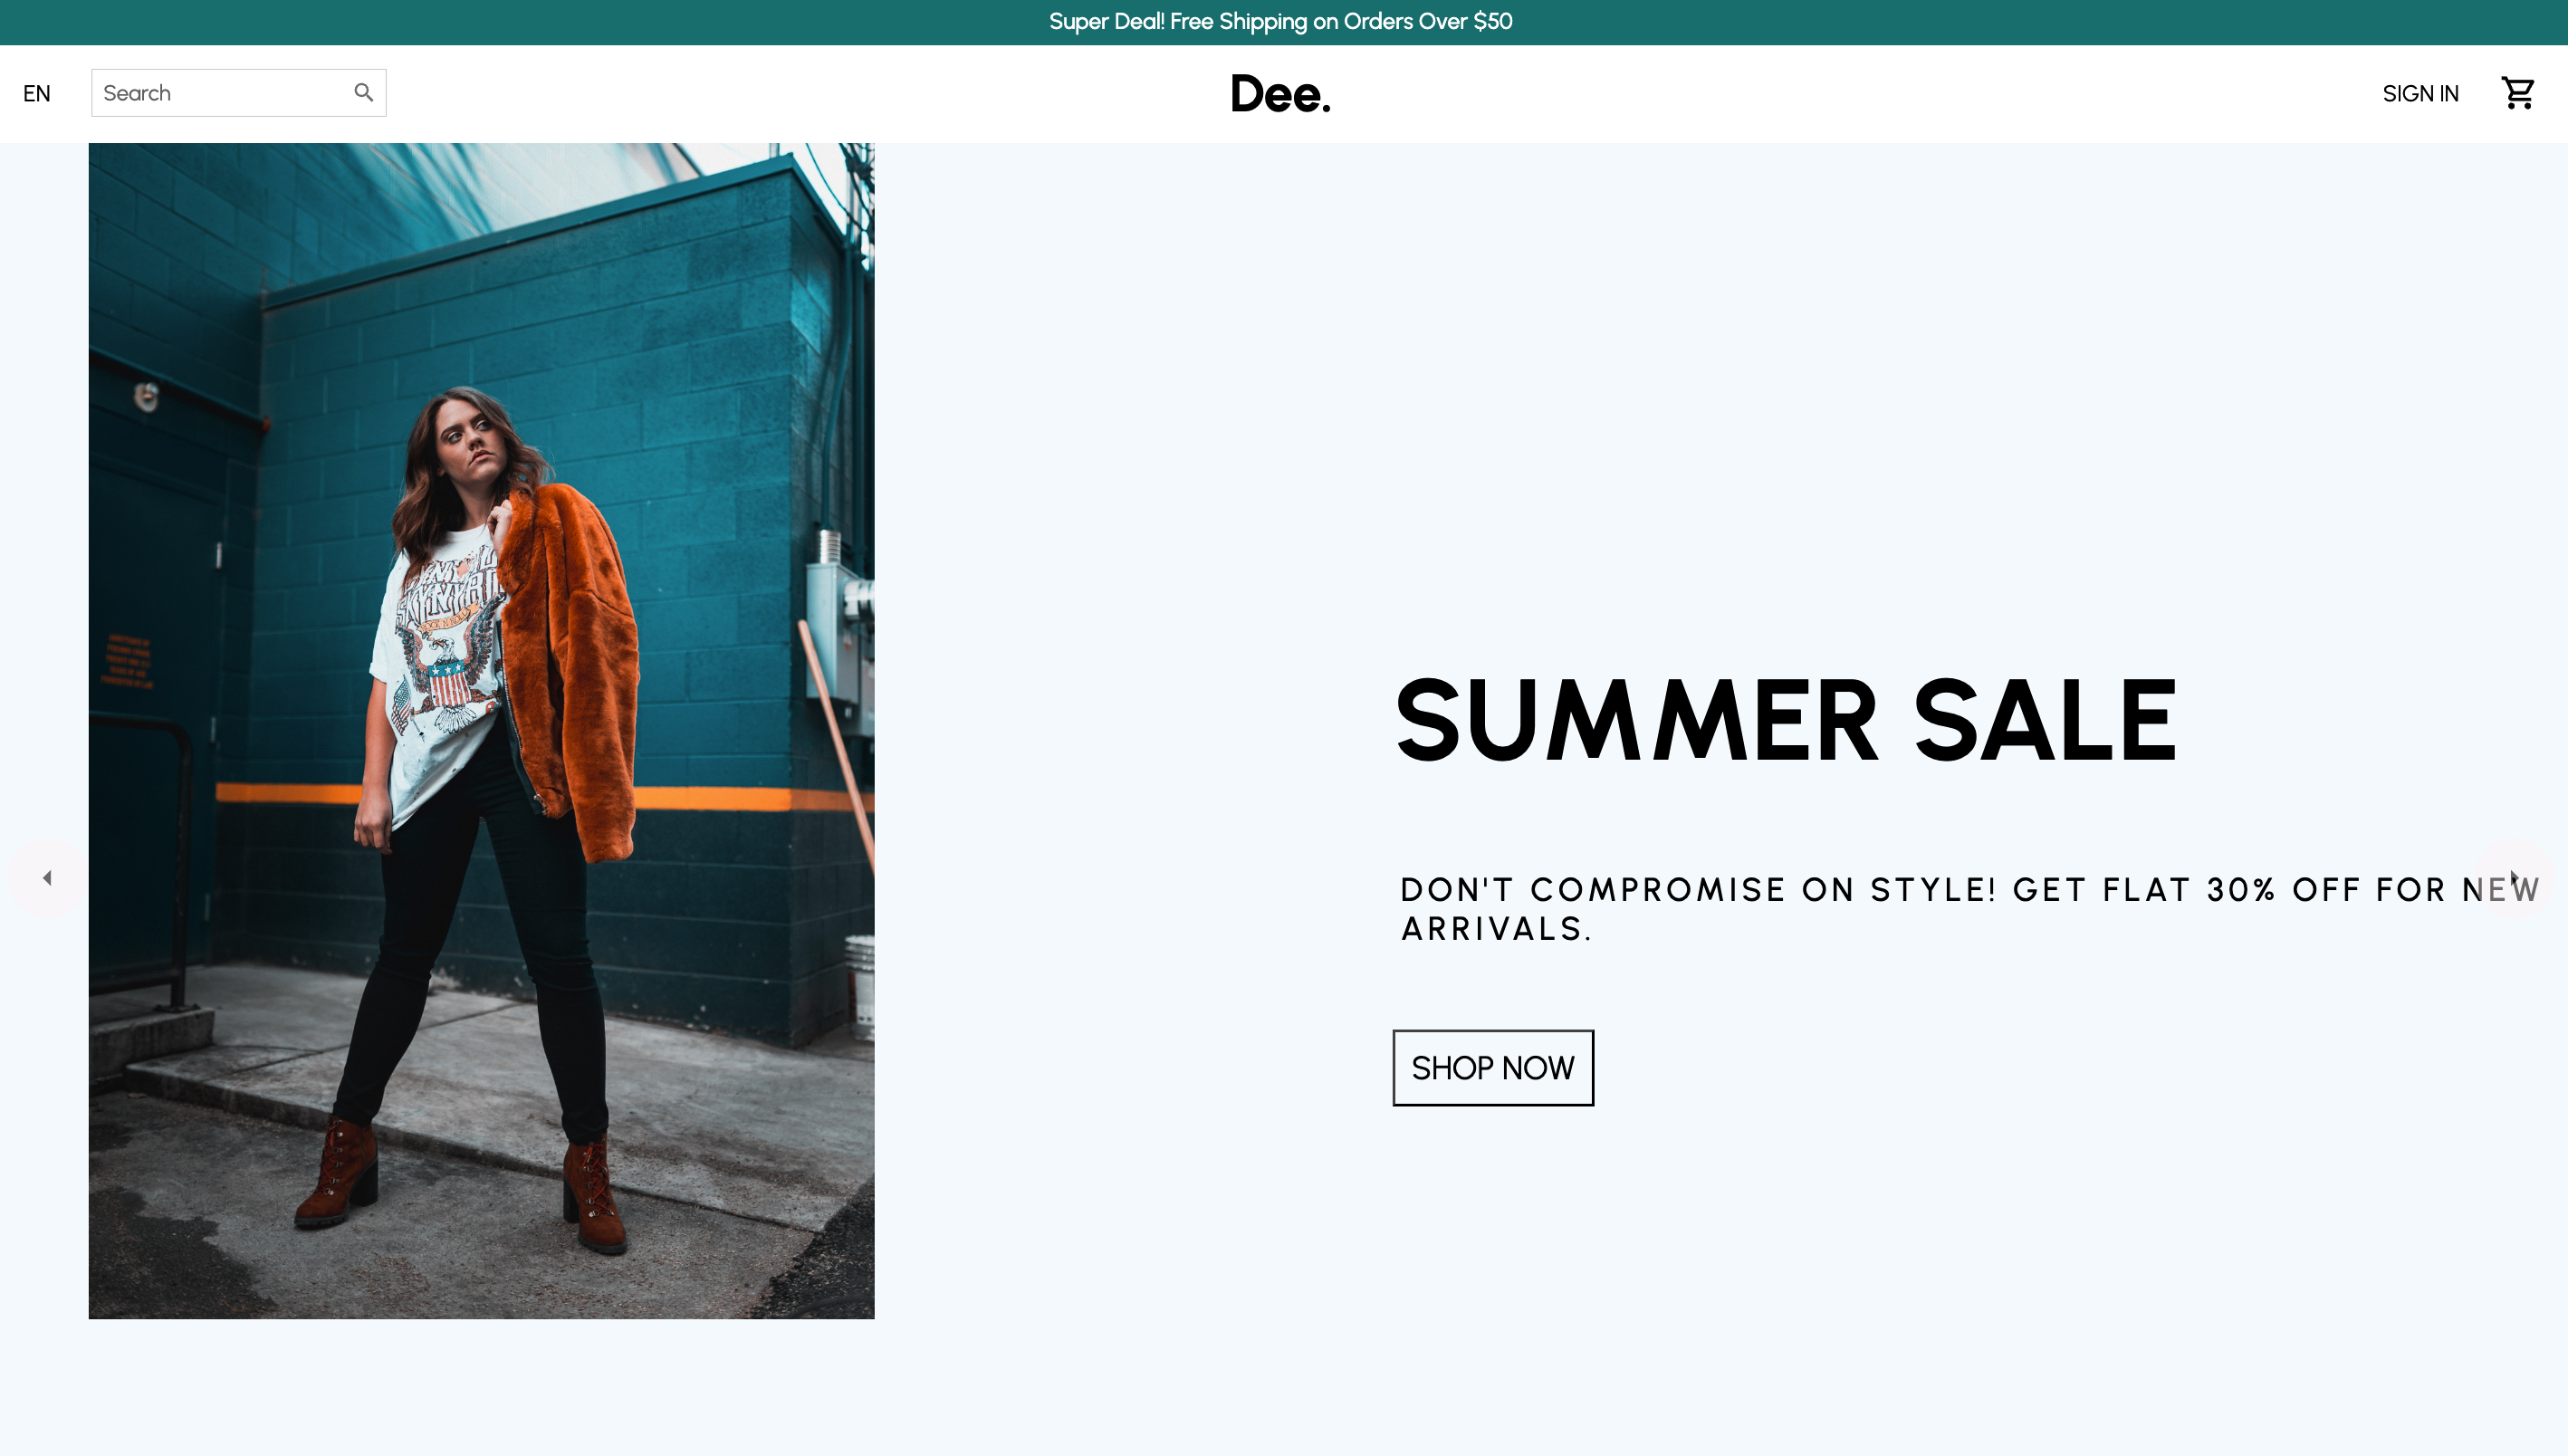 Super Deal! Free Shipping on Orders Over $50
EN
Search
Dee.
SIGN IN
SUMMER SALE
DON'T COMPROMISE ON STYLE! GET FLAT 30% OFF FOR NEW
ARRIVALS.
SHOP NOW
SKYNYRD